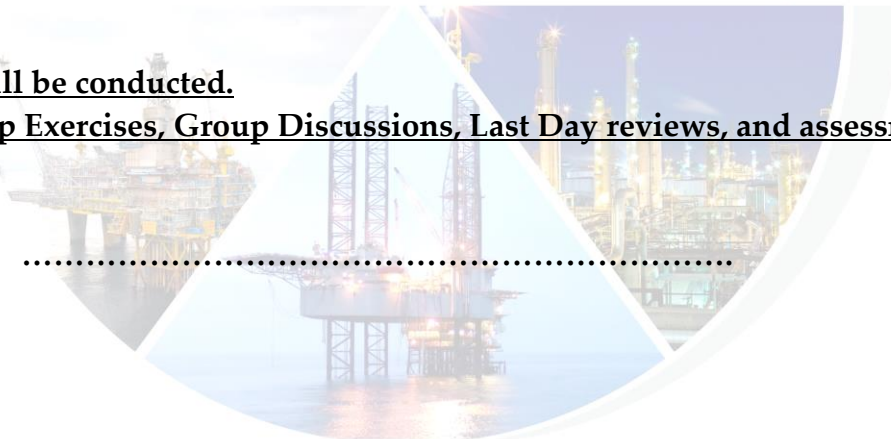 ll be conducted.
p Exercises, Group Discussions, Last Day reviews, and assess
……………………………………………………………….